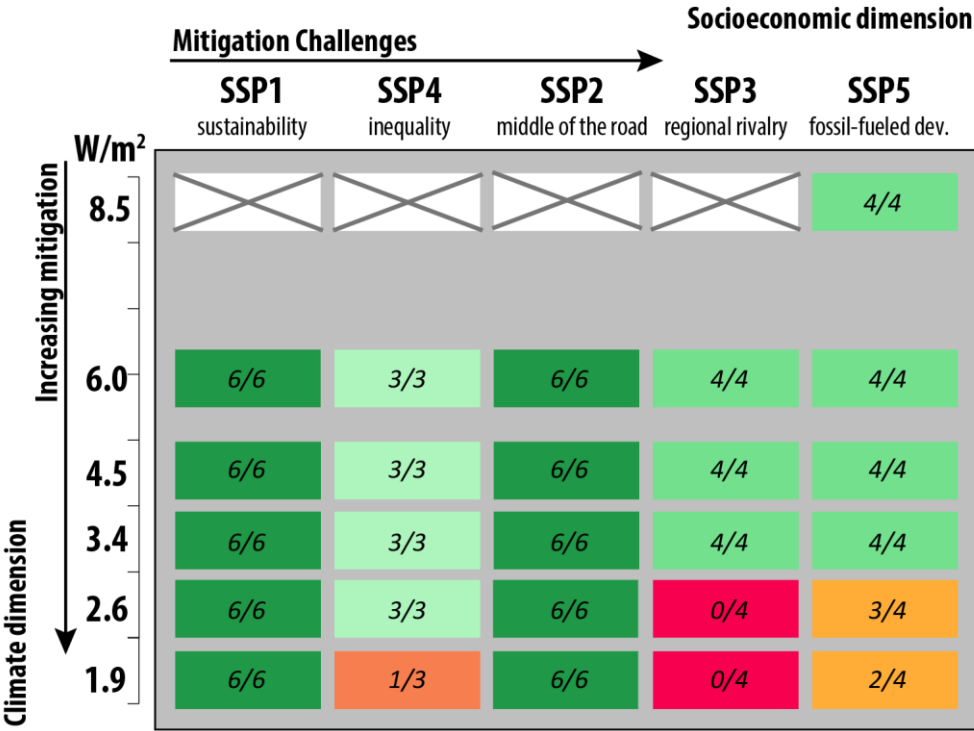 Socioeconomic dimension
Mitigation Challenges
SSP1 SSP4 SSP2 SSP3 SSP5
sustainability inequality middle of the road regional rivalry fossil-fueled dev.
W/m²
Increasing mitigation
Climate dimension
8.5 4/4
6.0 6/6 3/3 6/6 4/4 4/4
4.5 6/6 3/3 6/6 4/4 4/4
3.4 6/6 3/3 6/6 4/4 4/4
2.6 6/6 3/3 6/6 0/4 3/4
1.9 6/6 1/3 6/6 0/4 2/4